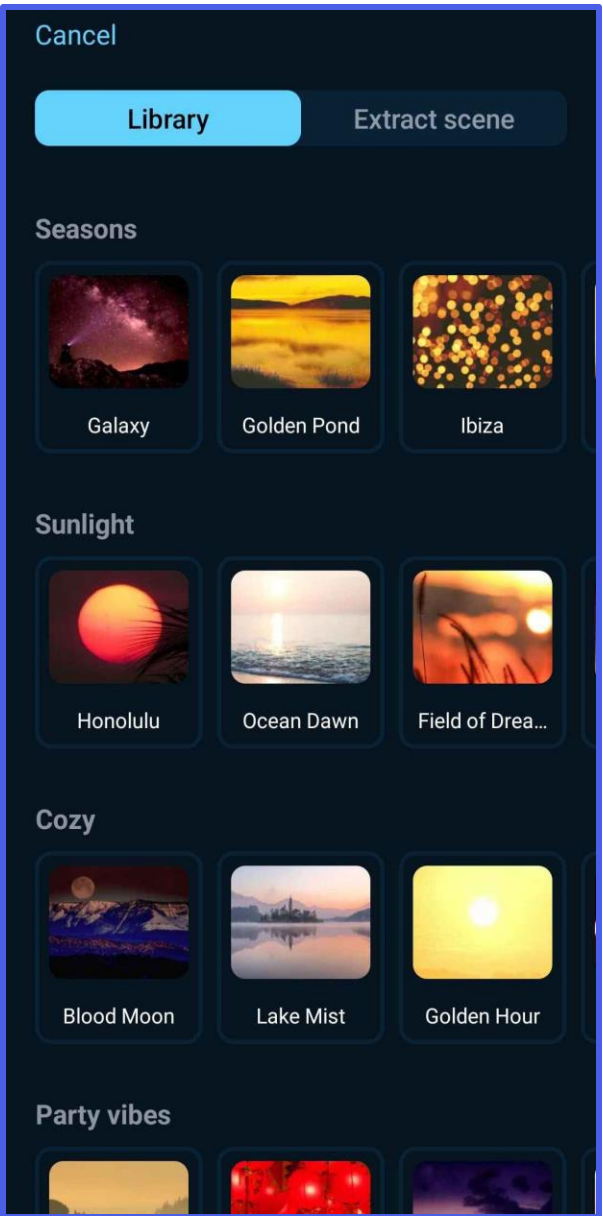 Cancel
Library Extract scene
Seasons
Galaxy Golden Pond Ibiza
Sunlight
Honolulu Ocean Dawn Field of Drea...
Cozy
Blood Moon Lake Mist Golden Hour
Party vibes